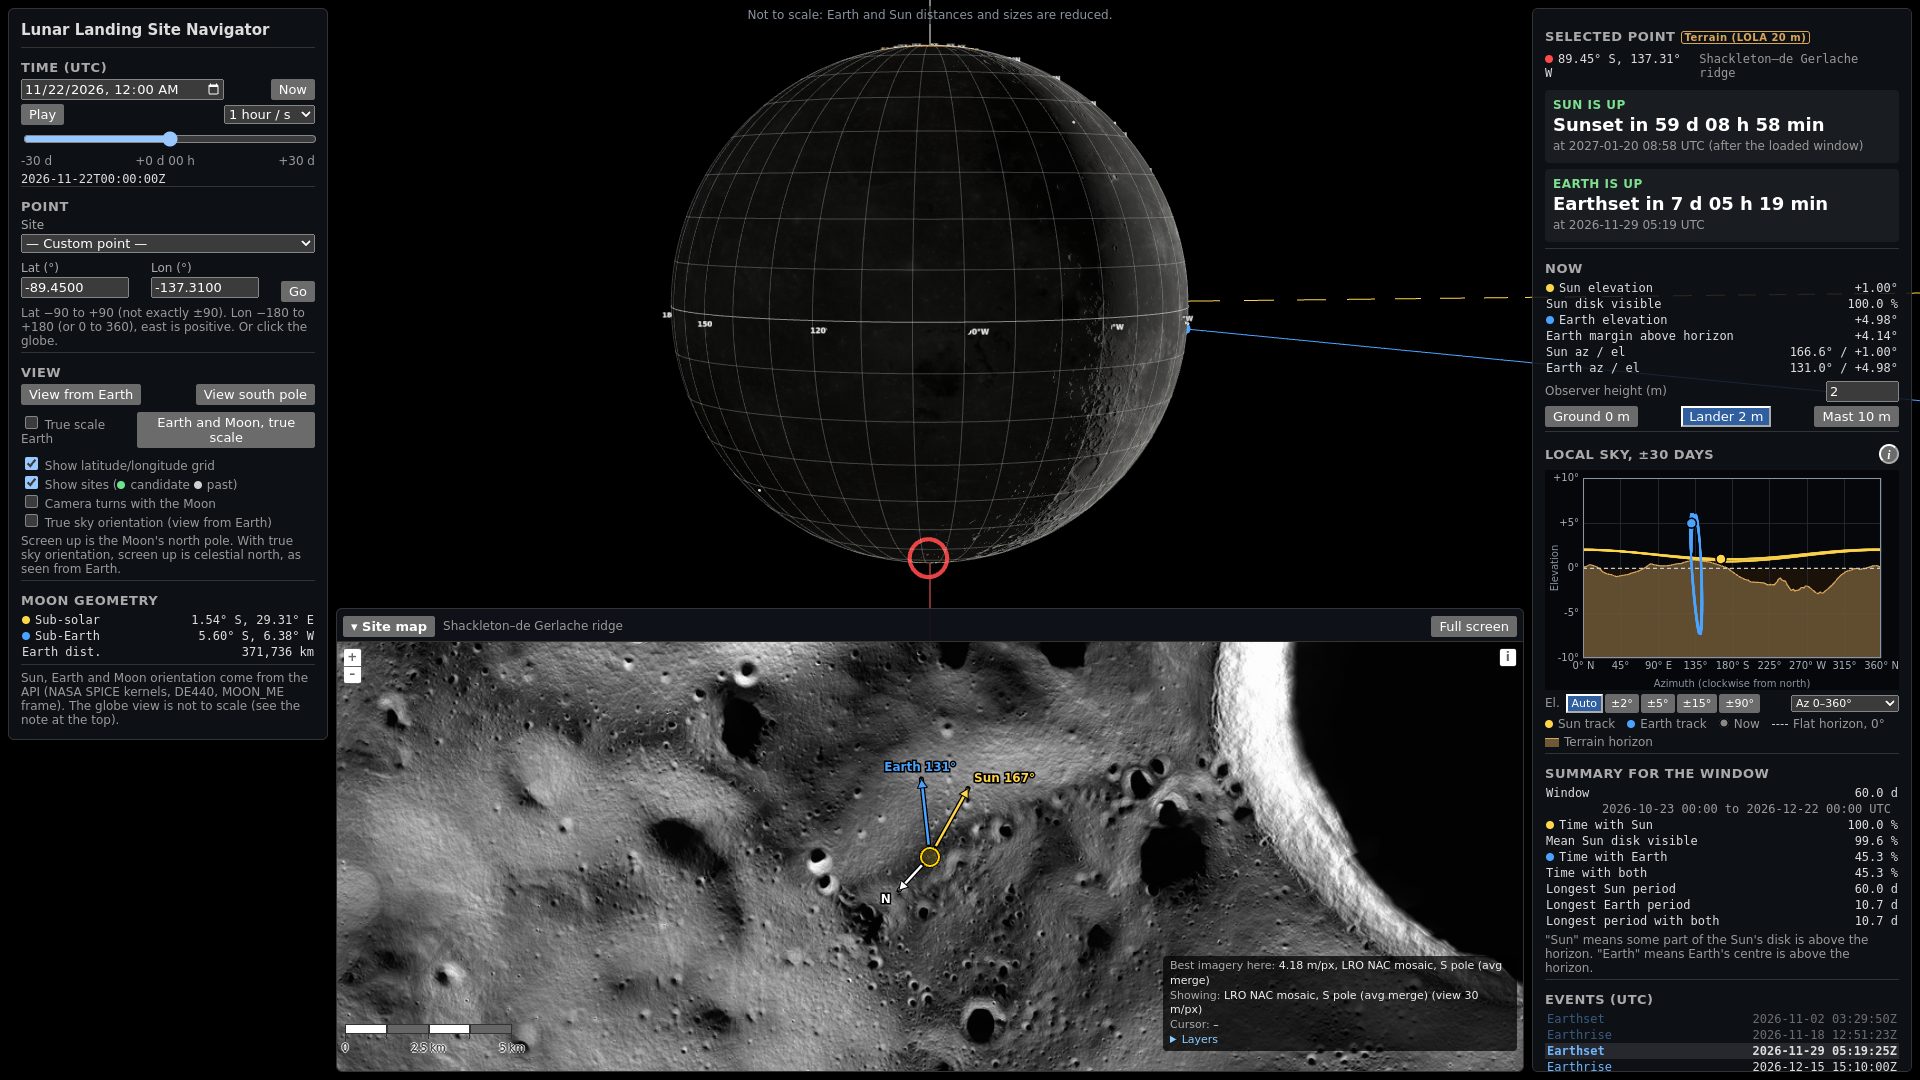 Lunar Landing Site Navigator
TIME (UTC)
11/22/2026, 12:00 AM
Now
Play
1 hour / s
-30 d
+0 d 00 h
+30 d
2026-11-22T00:00:00Z
POINT
Site
— Custom point —
Lat (°)
Lon (°)
-89.4500
-137.3100
Go
Lat −90 to +90 (not exactly ±90). Lon −180 to
+180 (or 0 to 360), east is positive. Or click the
globe.
VIEW
View from Earth
View south pole
True scale
Earth
Earth and Moon, true
scale
Show latitude/longitude grid
Show sites (● candidate ● past)
Camera turns with the Moon
True sky orientation (view from Earth)
Screen up is the Moon's north pole. With true
sky orientation, screen up is celestial north, as
seen from Earth.
MOON GEOMETRY
Sub-solar 1.54° S, 29.31° E
Sub-Earth 5.60° S, 6.38° W
Earth dist. 371,736 km
Sun, Earth and Moon orientation come from the
API (NASA SPICE kernels, DE440, MOON_ME
frame). The globe view is not to scale (see the
note at the top).
Not to scale: Earth and Sun distances and sizes are reduced.
150
120°
▾ Site map
Shackleton–de Gerlache ridge
Full screen
+
–
i
Earth 131°
Sun 167°
N
0
2.5 km
5 km
Best imagery here: 4.18 m/px, LRO NAC mosaic, S pole (avg
merge)
Showing: LRO NAC mosaic, S pole (avg merge) (view 30
m/px)
Cursor: –
▶ Layers
SELECTED POINT
Terrain (LOLA 20 m)
89.45° S, 137.31°
W
Shackleton–de Gerlache
ridge
SUN IS UP
Sunset in 59 d 08 h 58 min
at 2027-01-20 08:58 UTC (after the loaded window)
EARTH IS UP
Earthset in 7 d 05 h 19 min
at 2026-11-29 05:19 UTC
NOW
Sun elevation +1.00°
Sun disk visible 100.0 %
Earth elevation +4.98°
Earth margin above horizon +4.14°
Sun az / el 166.6° / +1.00°
Earth az / el 131.0° / +4.98°
Observer height (m)
2
Ground 0 m
Lander 2 m
Mast 10 m
LOCAL SKY, ±30 DAYS
i
+10°
+5°
0°
-5°
-10°
Elevation
0° N 45° 90° E 135° 180° S 225° 270° W 315° 360° N
Azimuth (clockwise from north)
El.
Auto
±2°
±5°
±15°
±90°
Az 0–360°
Sun track
Earth track
Now
Flat horizon, 0°
Terrain horizon
SUMMARY FOR THE WINDOW
Window 60.0 d
2026-10-23 00:00 to 2026-12-22 00:00 UTC
Time with Sun 100.0 %
Mean Sun disk visible 99.6 %
Time with Earth 45.3 %
Time with both 45.3 %
Longest Sun period 60.0 d
Longest Earth period 10.7 d
Longest period with both 10.7 d
"Sun" means some part of the Sun's disk is above the
horizon. "Earth" means Earth's centre is above the
horizon.
EVENTS (UTC)
Earthset 2026-11-02 03:29:50Z
Earthrise 2026-11-18 12:51:23Z
Earthset 2026-11-29 05:19:25Z
Earthrise 2026-12-15 15:10:00Z